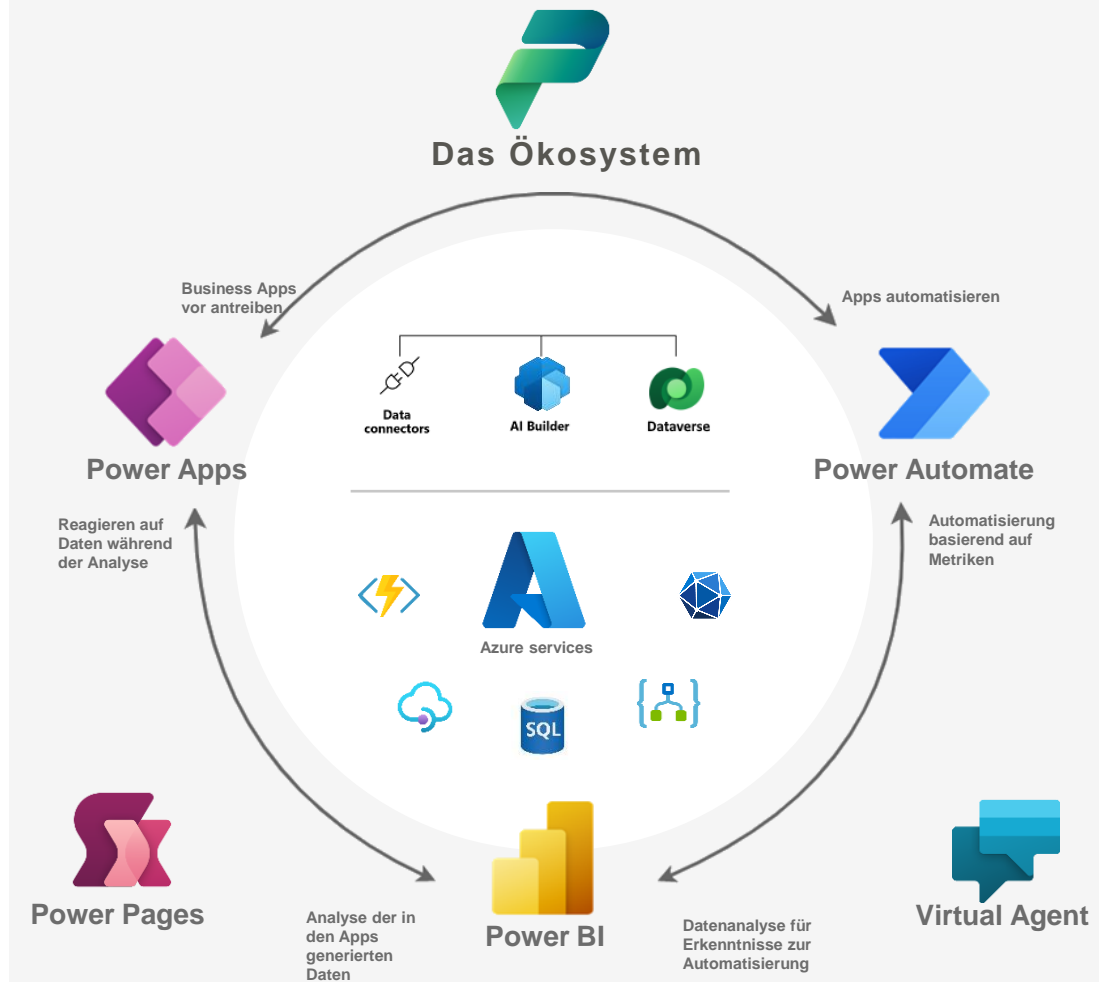 Das Ökosystem
Business Apps
vor antreiben
Apps automatisieren
Data
connectors
AI Builder
Dataverse
Power Apps
Power Automate
Reagieren auf
Daten während
der Analyse
Automatisierung
basierend auf
Metriken
Azure services
SQL
Power Pages
Analyse der in
den Apps
generierten
Daten
Power BI
Datenanalyse für
Erkenntnisse zur
Automatisierung
Virtual Agent